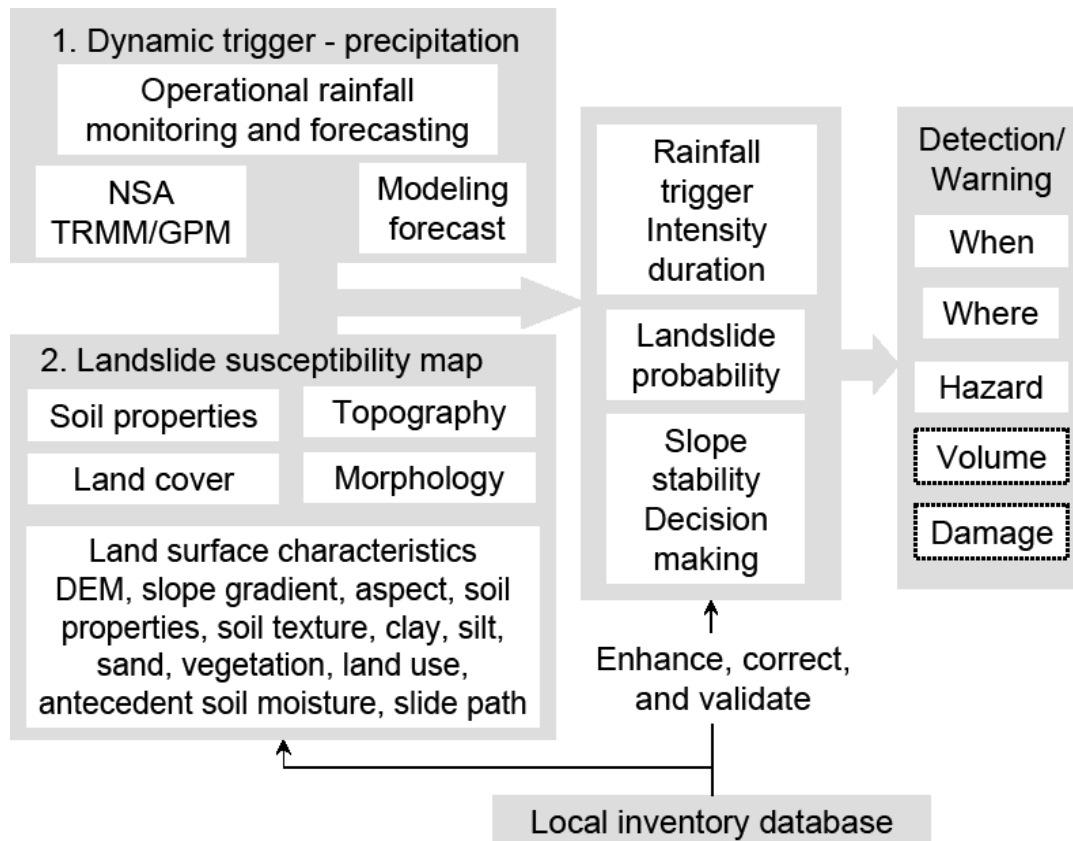 1. Dynamic trigger - precipitation
Operational rainfall
monitoring and forecasting
NSA
TRMM/GPM
Modeling
forecast
2. Landslide susceptibility map
Soil properties
Topography
Land cover
Morphology
Land surface characteristics
DEM, slope gradient, aspect, soil
properties, soil texture, clay, silt,
sand, vegetation, land use,
antecedent soil moisture, slide path
Rainfall
trigger
Intensity
duration
Landslide
probability
Slope
stability
Decision
making
Enhance, correct,
and validate
Local inventory database
Detection/
Warning
When
Where
Hazard
Volume
Damage